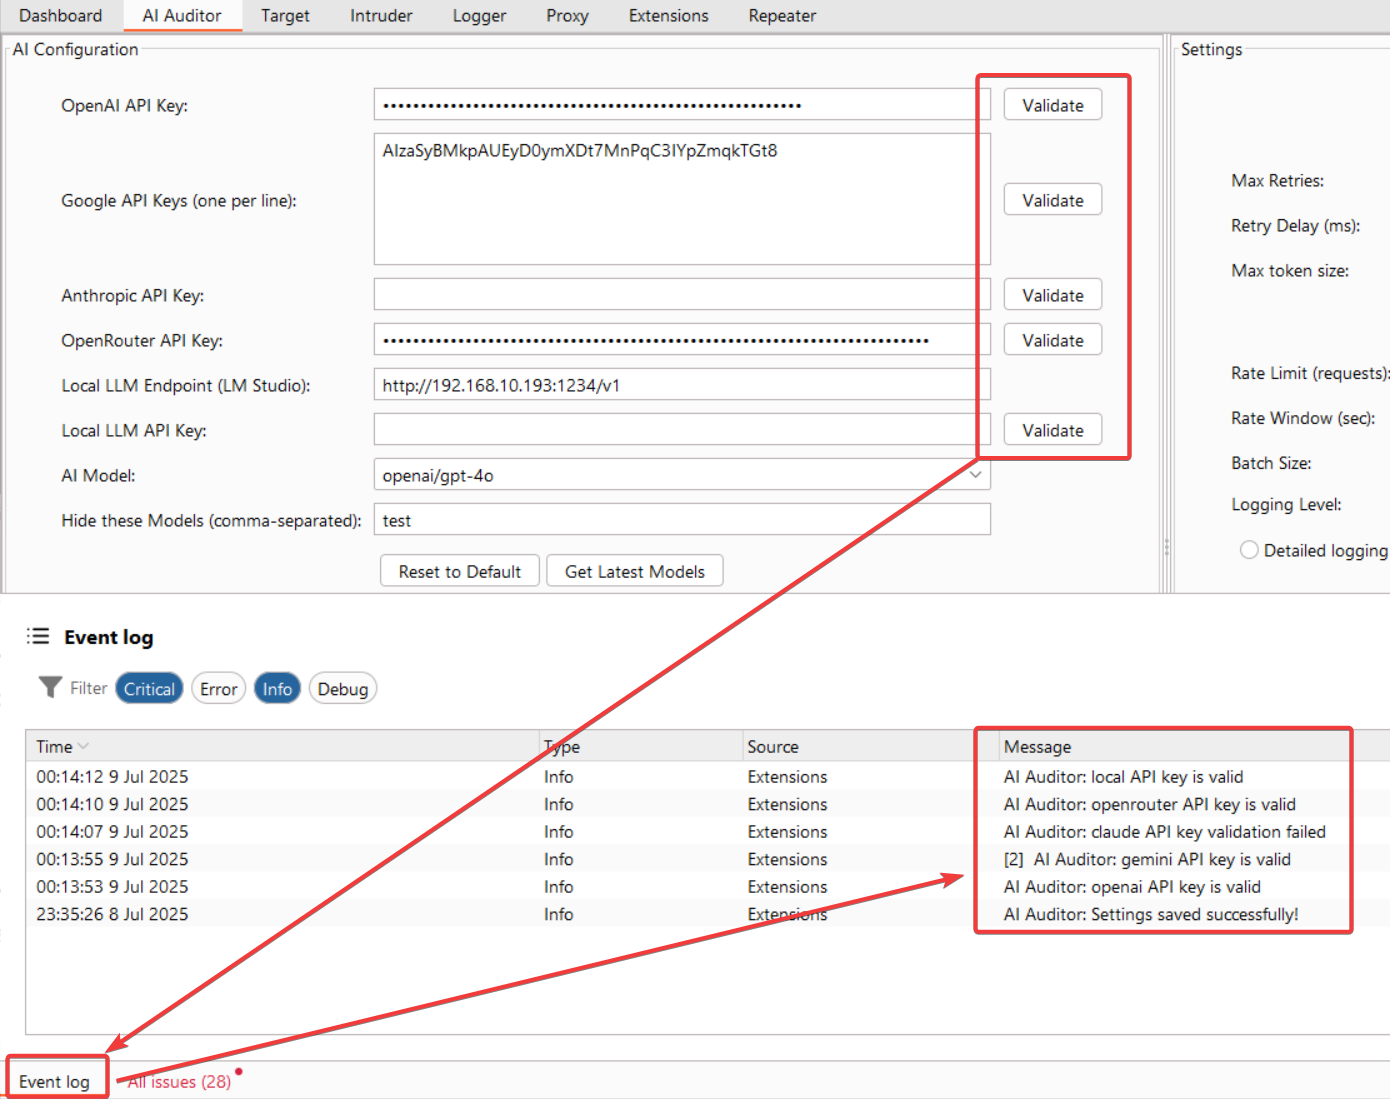 Dashboard AI Auditor Target Intruder Logger Proxy Extensions Repeater
AI Configuration
OpenAI API Key: Validate
AIzaSyBMkpAUEyD0ymXDt7MnPqC3IYpZmqkTGt8
Google API Keys (one per line): Validate
Anthropic API Key: Validate
OpenRouter API Key: Validate
Local LLM Endpoint (LM Studio): http://192.168.10.193:1234/v1
Local LLM API Key: Validate
AI Model: openai/gpt-4o
Hide these Models (comma-separated): test
Reset to Default Get Latest Models
Settings
Max Retries:
Retry Delay (ms):
Max token size:
Rate Limit (requests):
Rate Window (sec):
Batch Size:
Logging Level:
Detailed logging
Event log
Filter Critical Error Info Debug
Time Type Source Message
00:14:12 9 Jul 2025 Info Extensions AI Auditor: local API key is valid
00:14:10 9 Jul 2025 Info Extensions AI Auditor: openrouter API key is valid
00:14:07 9 Jul 2025 Info Extensions AI Auditor: claude API key validation failed
00:13:55 9 Jul 2025 Info Extensions [2] AI Auditor: gemini API key is valid
00:13:53 9 Jul 2025 Info Extensions AI Auditor: openai API key is valid
23:35:26 8 Jul 2025 Info Extensions AI Auditor: Settings saved successfully!
Event log All issues (28)